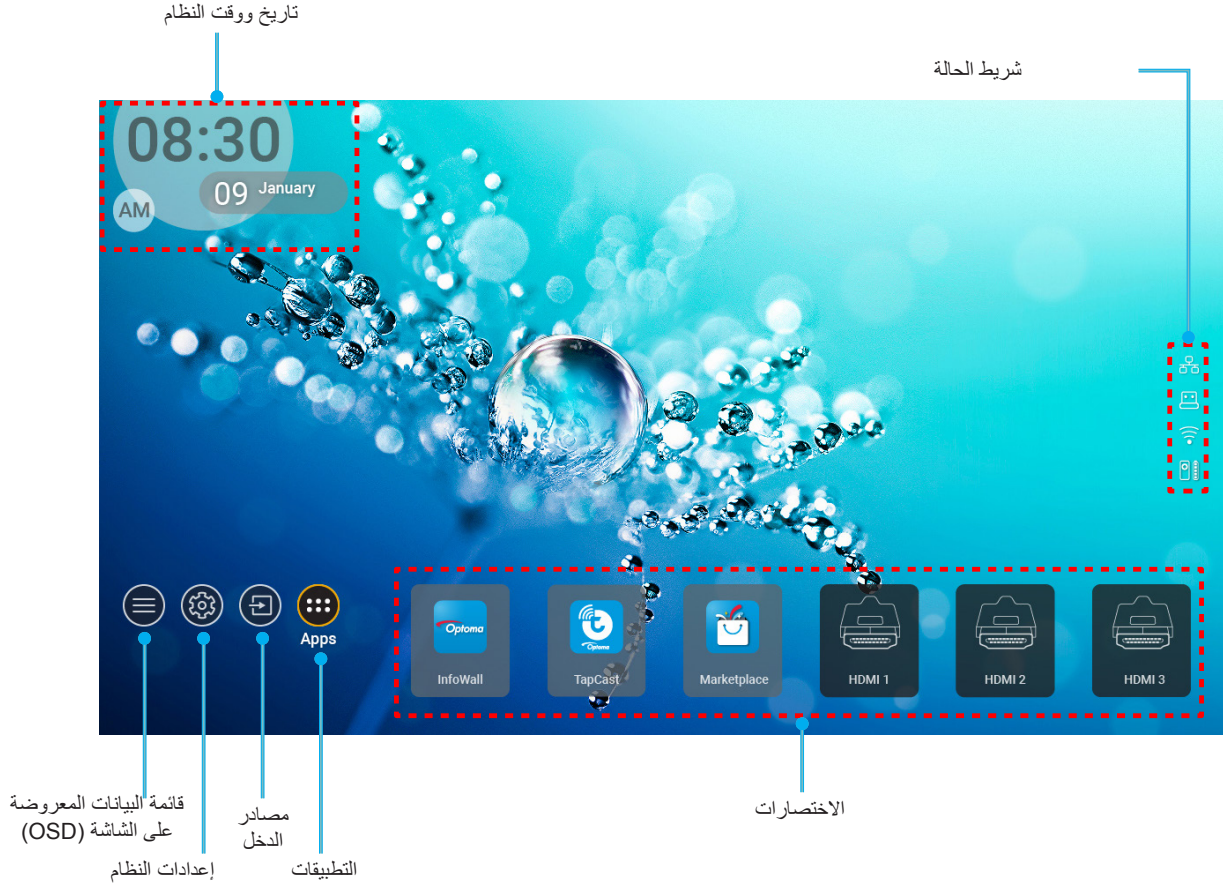 تاريخ ووقت النظام
شريط الحالة
08:30
09 January
AM
Apps
Optoma
InfoWall
Optoma
TapCast
Marketplace
HDMI 1
HDMI 2
HDMI 3
قائمة البيانات المعروضة
على الشاشة (OSD)
إعدادات النظام
مصادر
الدخل
التطبيقات
الاختصارات